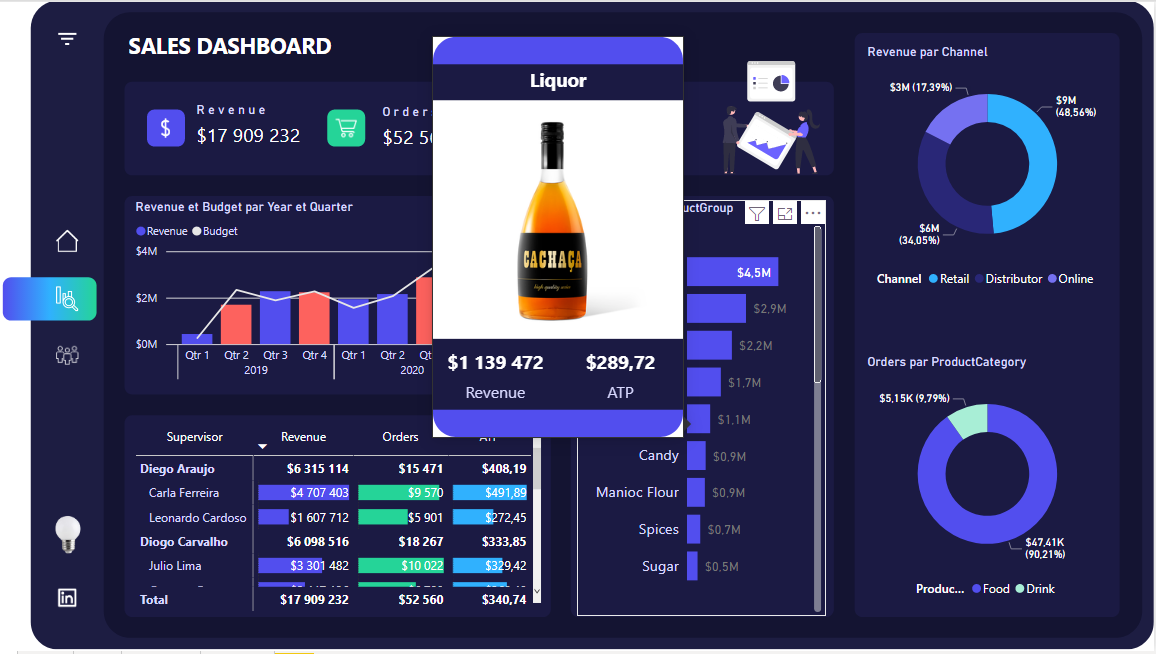 SALES DASHBOARD
Revenue
$17 909 232
Order
$52 56
Liquor
CACHAÇA
$1 139 472
Revenue
$289,72
ATP
Revenue et Budget par Year et Quarter
Revenue Budget
$4M
$2M
$0M
Qtr 1 Qtr 2 Qtr 3 Qtr 4 Qtr 1 Qtr 2 Qt
2019 2020
Supervisor Revenue Orders
Diego Araujo $6 315 114 $15 471 $408,19
Carla Ferreira $4 707 403 $9 570 $491,89
Leonardo Cardoso $1 607 712 $5 901 $272,45
Diego Carvalho $6 098 516 $18 267 $333,85
Julio Lima $3 301 482 $10 022 $329,42
Total $17 909 232 $52 560 $340,74
uctGroup
$4,5M
$2,9M
$2,2M
$1,7M
$1,1M
Candy $0,9M
Manioc Flour $0,9M
Spices $0,7M
Sugar $0,5M
Revenue par Channel
$3M (17,39%)
$9M
(48,56%)
$6M
(34,05%)
Channel Retail Distributor Online
Orders par ProductCategory
$5,15K (9,79%)
$47,41K
(90,21%)
Produc... Food Drink
in